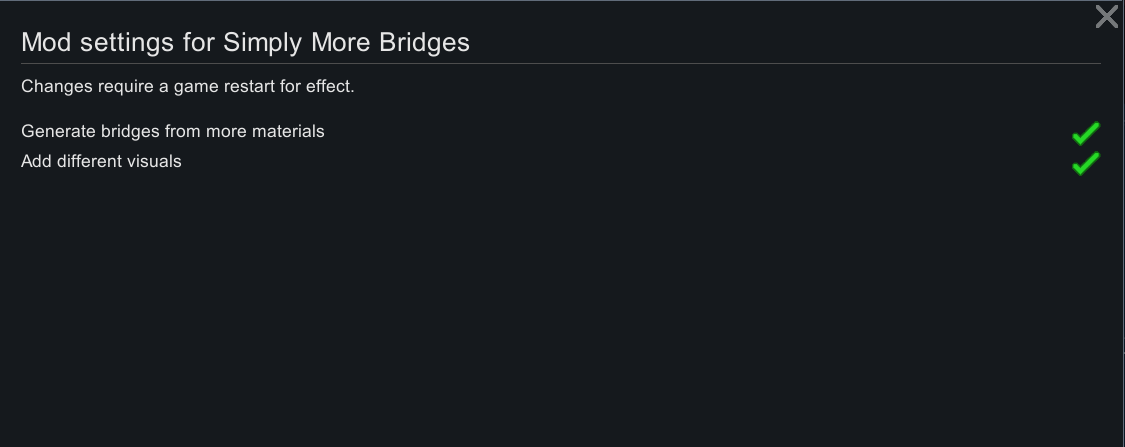 Mod settings for Simply More Bridges
Changes require a game restart for effect.
Generate bridges from more materials
Add different visuals